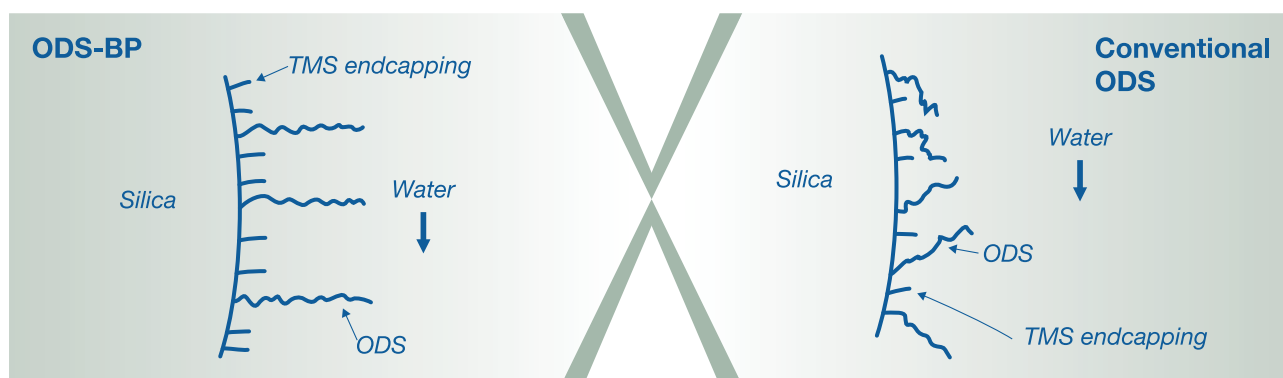 ODS-BP
TMS endcapping
Silica
Water
ODS
Conventional
ODS
Water
Silica
ODS
TMS endcapping